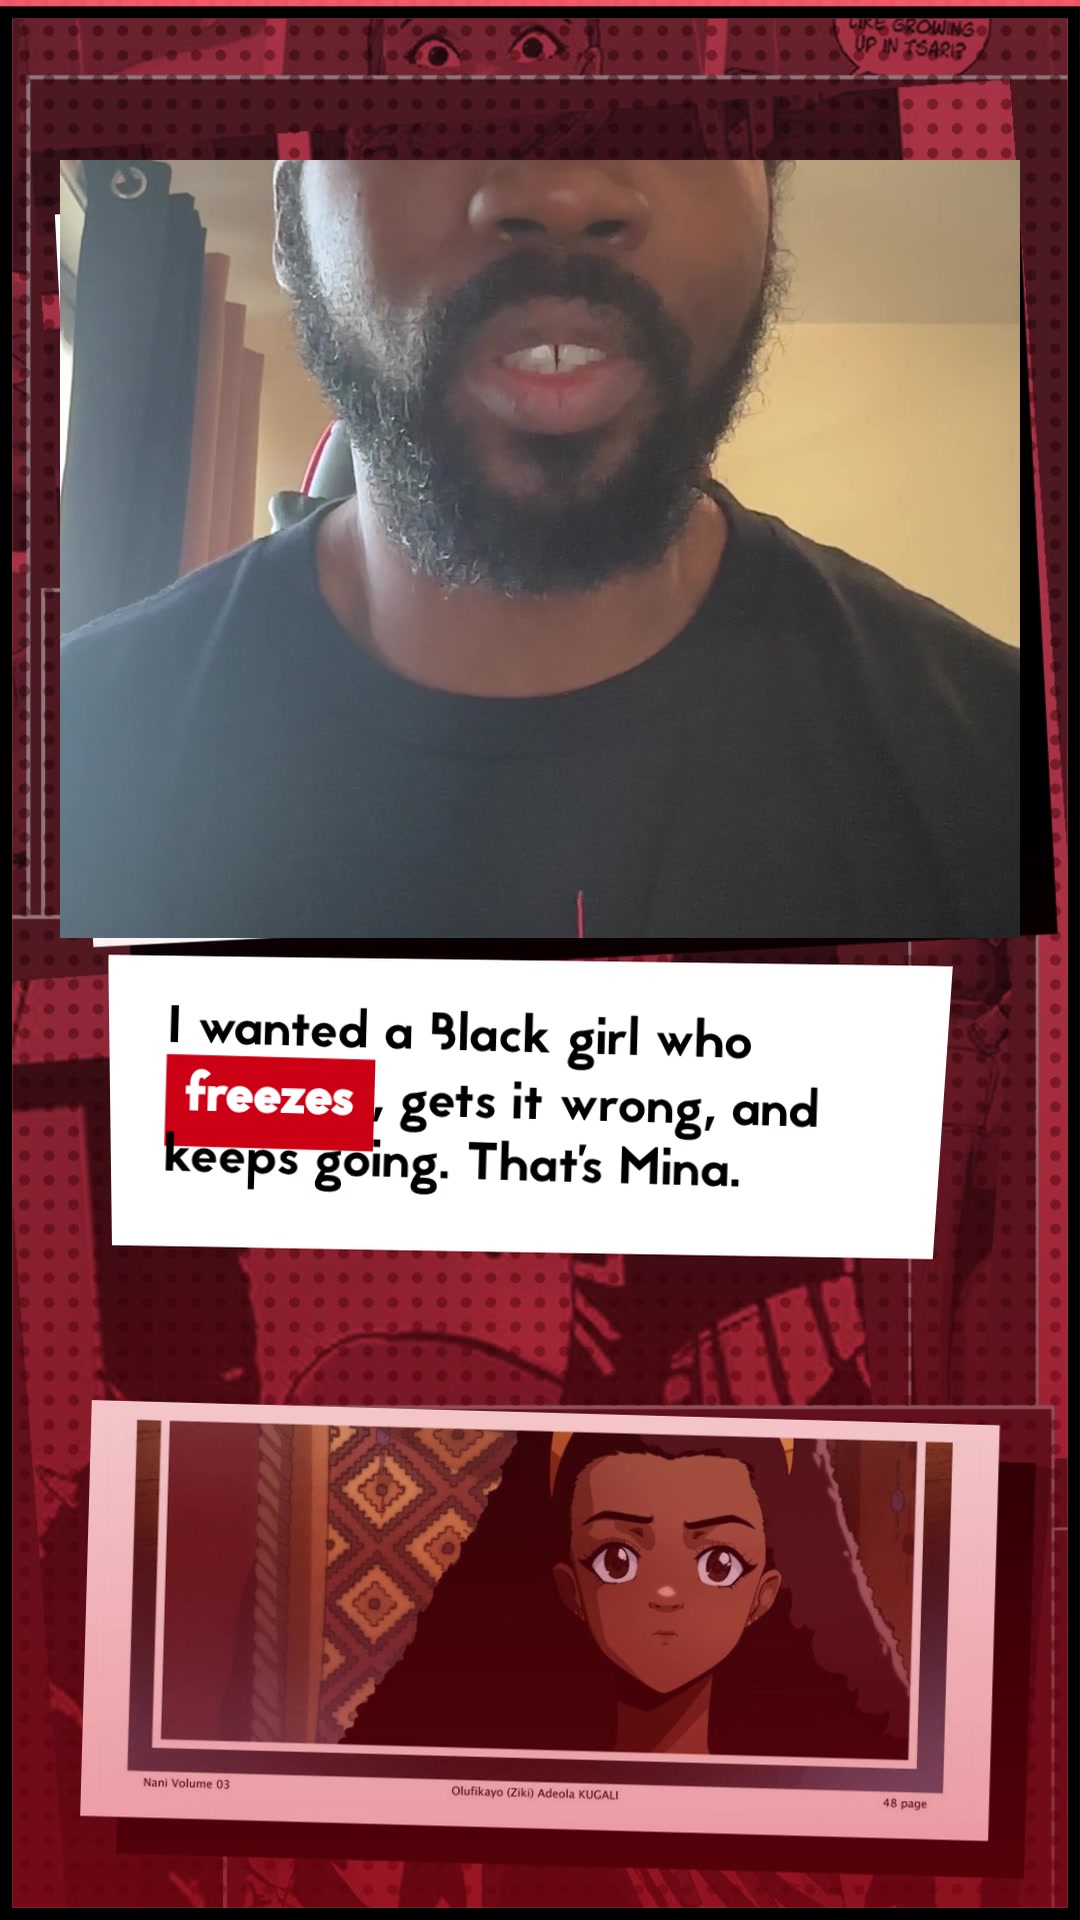 LIKE GROWING
UP IN TSARI?
I wanted a Black girl who
freezes, gets it wrong, and
keeps going. That's Mina.
Nani Volume 03
Olufikayo (Ziki) Adeola KUGALI
48 page